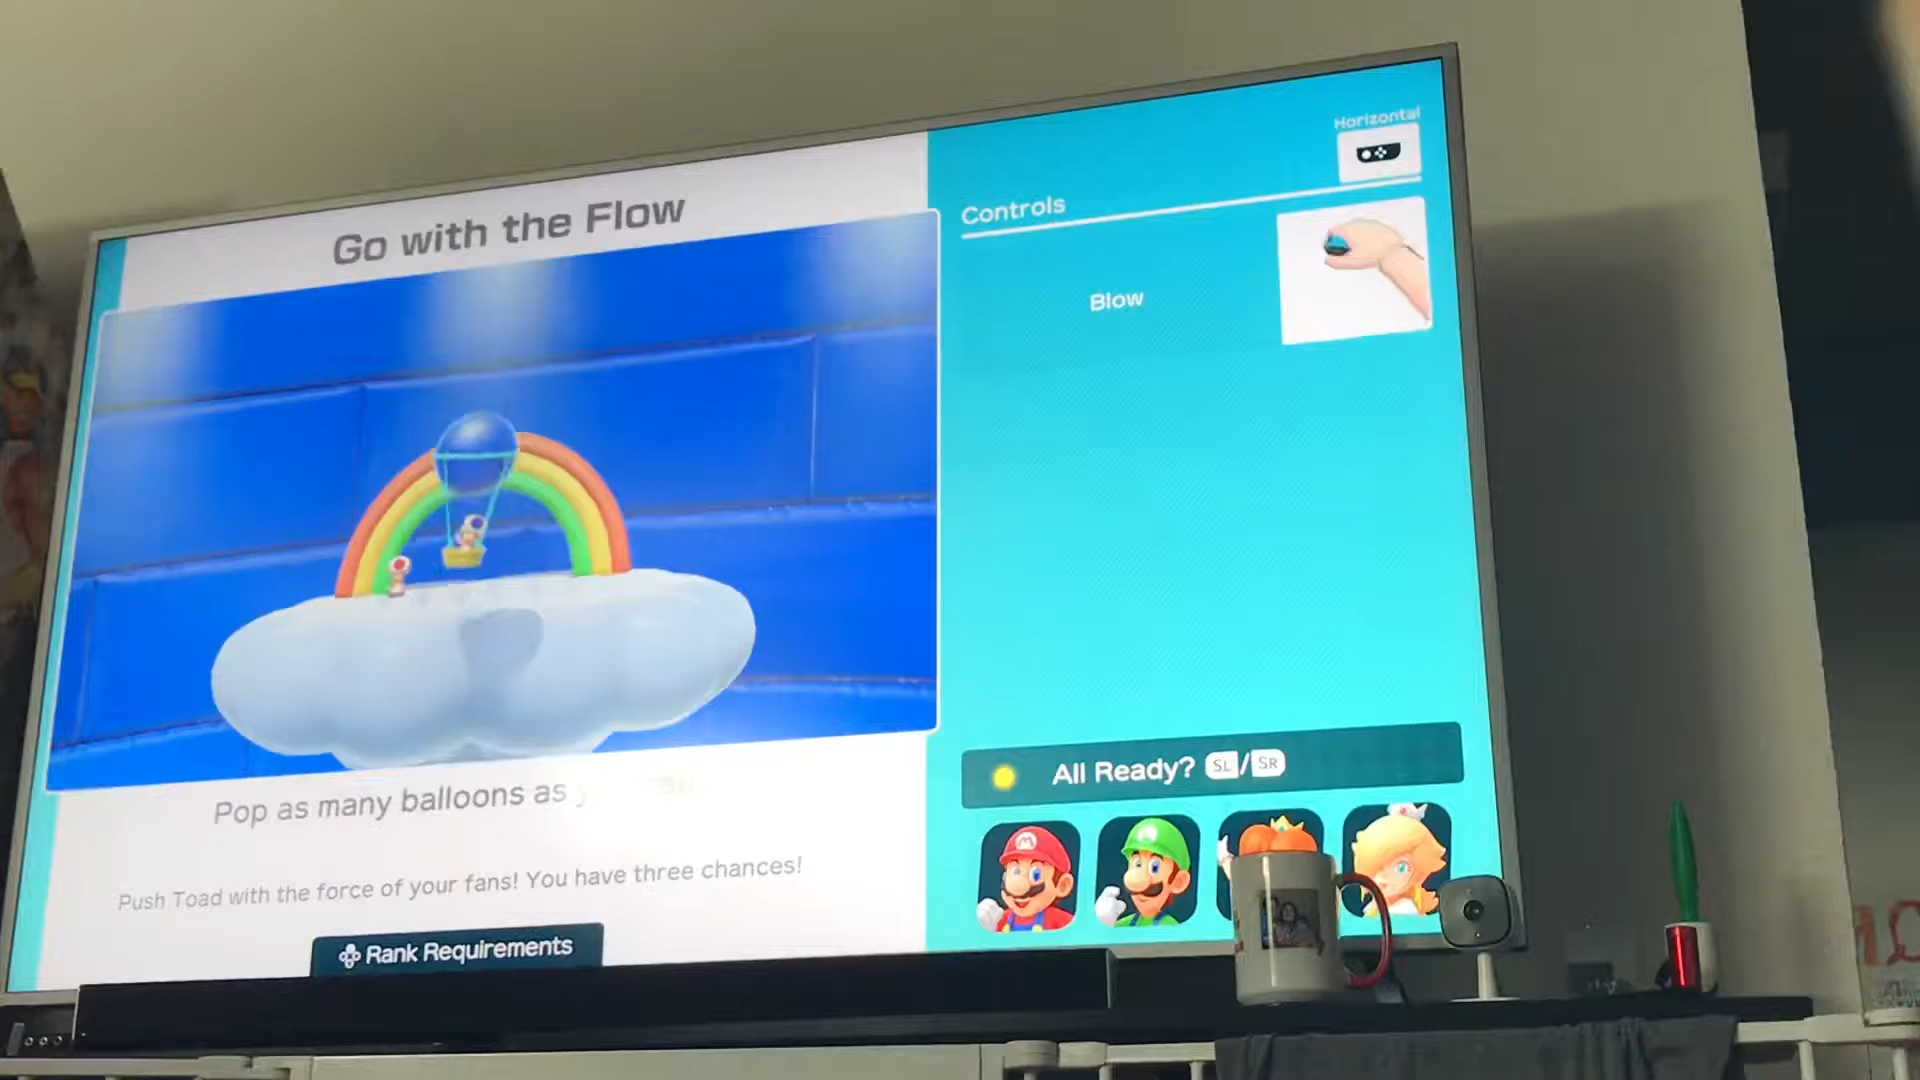 Horizontal
Go with the Flow
Controls
Blow
All Ready? SL/SR
Pop as many balloons as
Push Toad with the force of your fans! You have three chances!
Rank Requirements